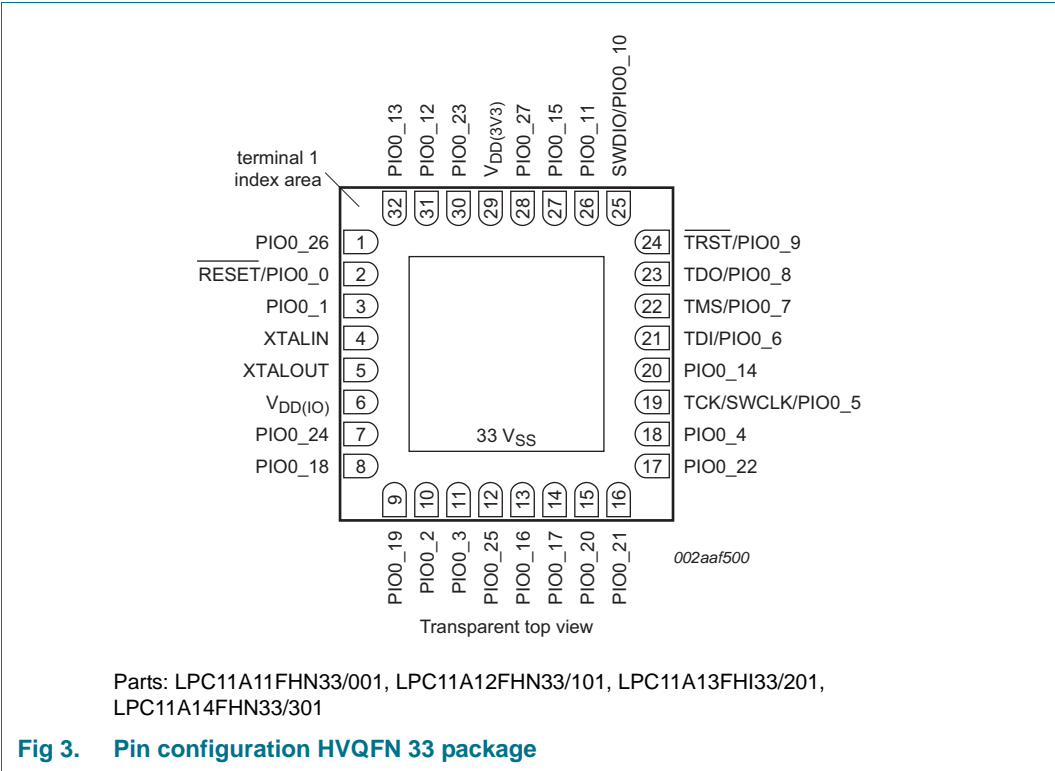 PIO0_13
PIO0_12
PIO0_23
VDD(3V3)
PIO0_27
PIO0_15
PIO0_11
SWDIO/PIO0_10
terminal 1
index area
32
31
30
29
28
27
26
25
PIO0_26 1
RESET/PIO0_0 2
PIO0_1 3
XTALIN 4
XTALOUT 5
VDD(IO) 6
PIO0_24 7
PIO0_18 8
24 TRST/PIO0_9
23 TDO/PIO0_8
22 TMS/PIO0_7
21 TDI/PIO0_6
20 PIO0_14
19 TCK/SWCLK/PIO0_5
18 PIO0_4
17 PIO0_22
33 VSS
9
10
11
12
13
14
15
16
PIO0_19
PIO0_2
PIO0_3
PIO0_25
PIO0_16
PIO0_17
PIO0_20
PIO0_21
002aaf500
Transparent top view
Parts: LPC11A11FHN33/001, LPC11A12FHN33/101, LPC11A13FHI33/201,
LPC11A14FHN33/301
Fig 3. Pin configuration HVQFN 33 package